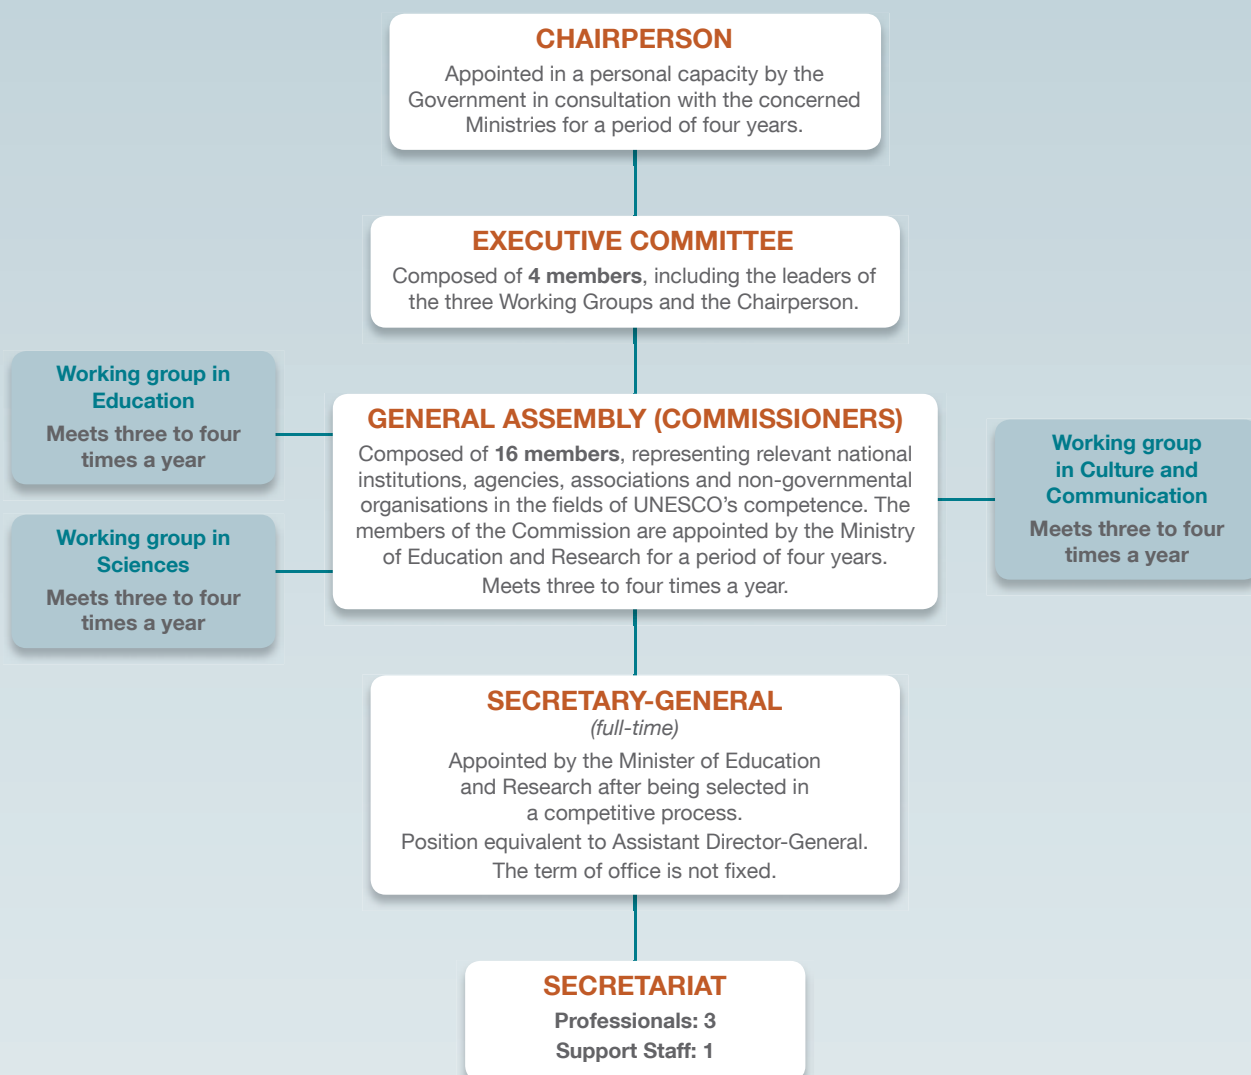 CHAIRPERSON
Appointed in a personal capacity by the
Government in consultation with the concerned
Ministries for a period of four years.
EXECUTIVE COMMITTEE
Composed of 4 members, including the leaders of
the three Working Groups and the Chairperson.
Working group in
Education
Meets three to four
times a year
Working group in
Sciences
Meets three to four
times a year
GENERAL ASSEMBLY (COMMISSIONERS)
Composed of 16 members, representing relevant national
institutions, agencies, associations and non-governmental
organisations in the fields of UNESCO’s competence. The
members of the Commission are appointed by the Ministry
of Education and Research for a period of four years.
Meets three to four times a year.
Working group
in Culture and
Communication
Meets three to four
times a year
SECRETARY-GENERAL
(full-time)
Appointed by the Minister of Education
and Research after being selected in
a competitive process.
Position equivalent to Assistant Director-General.
The term of office is not fixed.
SECRETARIAT
Professionals: 3
Support Staff: 1